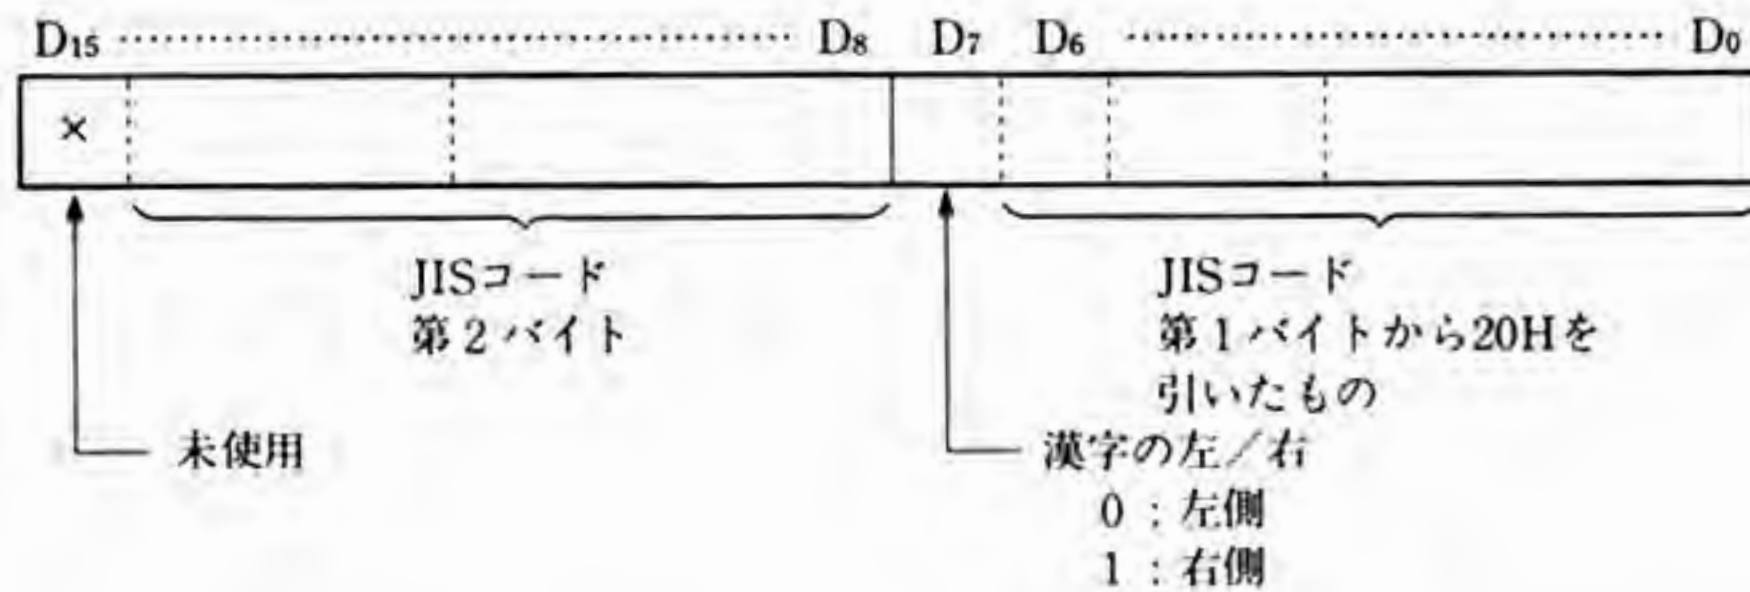 D15 ……………………… D8 D7 D6 ……………………… D0
×
JISコード
第2バイト
JISコード
第1バイトから20Hを
引いたもの
未使用
漢字の左／右
0：左側
1：右側